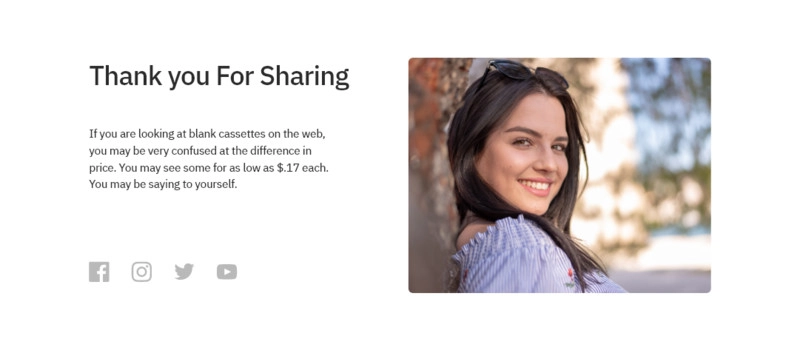 Thank you For Sharing
If you are looking at blank cassettes on the web,
you may be very confused at the difference in
price. You may see some for as low as $.17 each.
You may be saying to yourself.